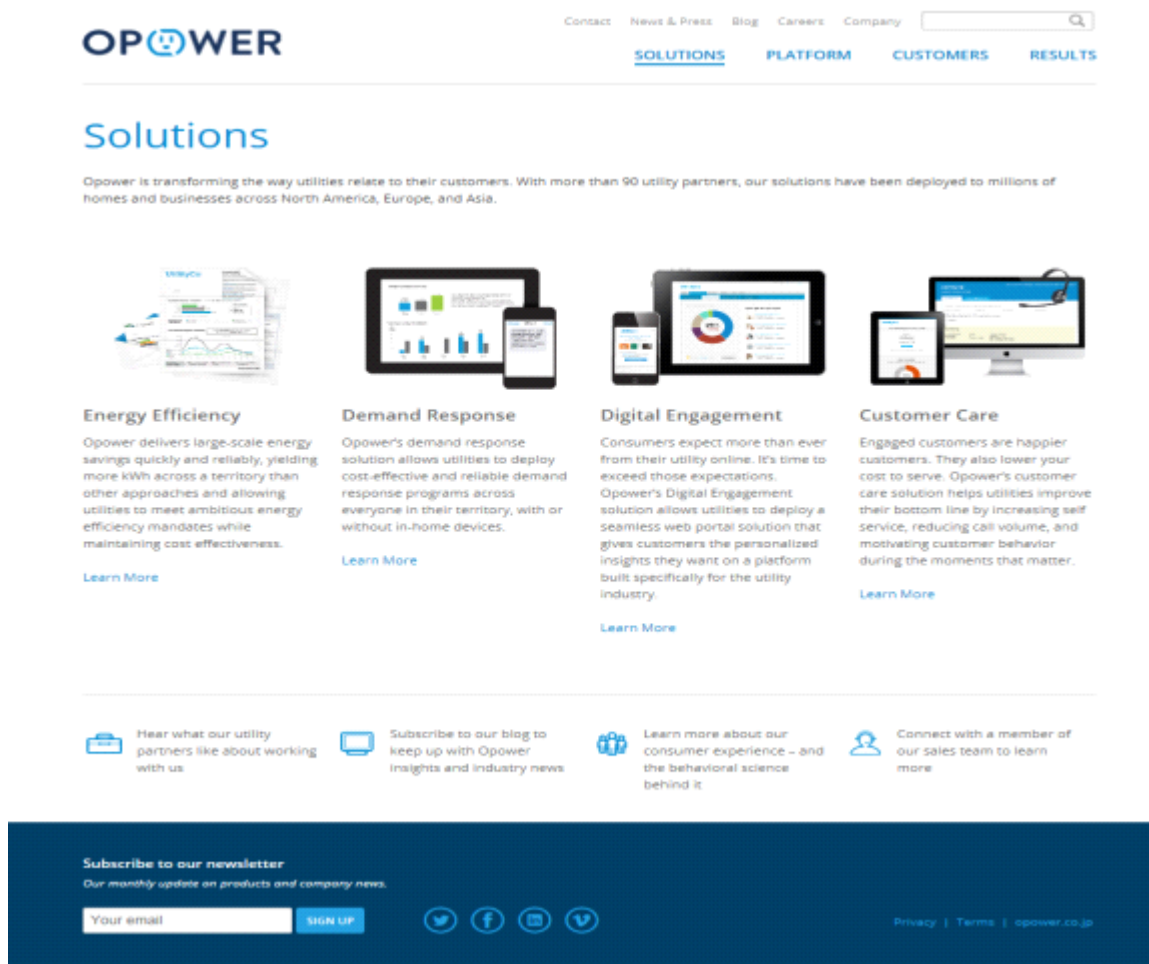 Contact News & Press Blog Careers Company
OPOWER
SOLUTIONS PLATFORM CUSTOMERS RESULTS
Solutions
Opower is transforming the way utilities relate to their customers. With more than 90 utility partners, our solutions have been deployed to millions of
homes and businesses across North America, Europe, and Asia.
UtilityCo
Energy Efficiency
Opower delivers large-scale energy
savings quickly and reliably, yielding
more kWh across a territory than
other approaches and allowing
utilities to meet ambitious energy
efficiency mandates while
maintaining cost effectiveness.
Learn More
Demand Response
Opower's demand response
solution allows utilities to deploy
cost-effective and reliable demand
response programs across
everyone in their territory, with or
without in-home devices.
Learn More
Digital Engagement
Consumers expect more than ever
from their utility online. It's time to
exceed those expectations.
Opower's Digital Engagement
solution allows utilities to deploy a
seamless web portal solution that
gives customers the personalized
insights they want on a platform
built specifically for the utility
industry.
Learn More
Customer Care
Engaged customers are happier
customers. They also lower your
cost to serve. Opower's customer
care solution helps utilities improve
their bottom line by increasing self
service, reducing call volume, and
motivating customer behavior
during the moments that matter.
Learn More
Hear what our utility
partners like about working
with us
Subscribe to our blog to
keep up with Opower
insights and industry news
Learn more about our
consumer experience – and
the behavioral science
behind it
Connect with a member of
our sales team to learn
more
Subscribe to our newsletter
Our monthly update on products and company news.
Your email SIGN UP
Privacy | Terms | opower.co.jp